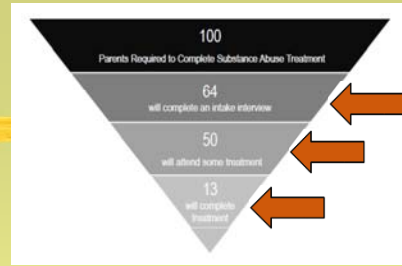 100
Parents Required to Complete Substance Abuse Treatment
64
will complete an intake interview
50
will attend some treatment
13
will complete
treatment